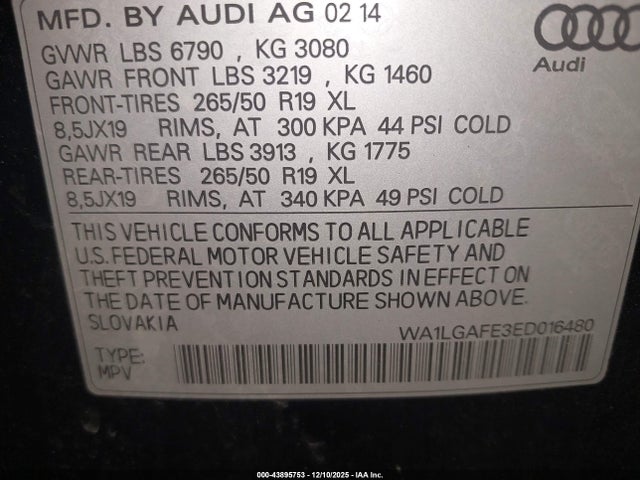 MFD. BY AUDI AG 02 14
Audi
GVWR LBS 6790 , KG 3080
GAWR FRONT LBS 3219 , KG 1460
FRONT-TIRES 265/50 R19 XL
8,5JX19 RIMS, AT 300 KPA 44 PSI COLD
GAWR REAR LBS 3913 , KG 1775
REAR-TIRES 265/50 R19 XL
8,5JX19 RIMS, AT 340 KPA 49 PSI COLD
THIS VEHICLE CONFORMS TO ALL APPLICABLE
U.S. FEDERAL MOTOR VEHICLE SAFETY AND
THEFT PREVENTION STANDARDS IN EFFECT ON
THE DATE OF MANUFACTURE SHOWN ABOVE.
SLOVAKIA
WA1LGAFE3ED016480
TYPE:
MPV
000-43895753 - 12/10/2025 - IAA Inc.